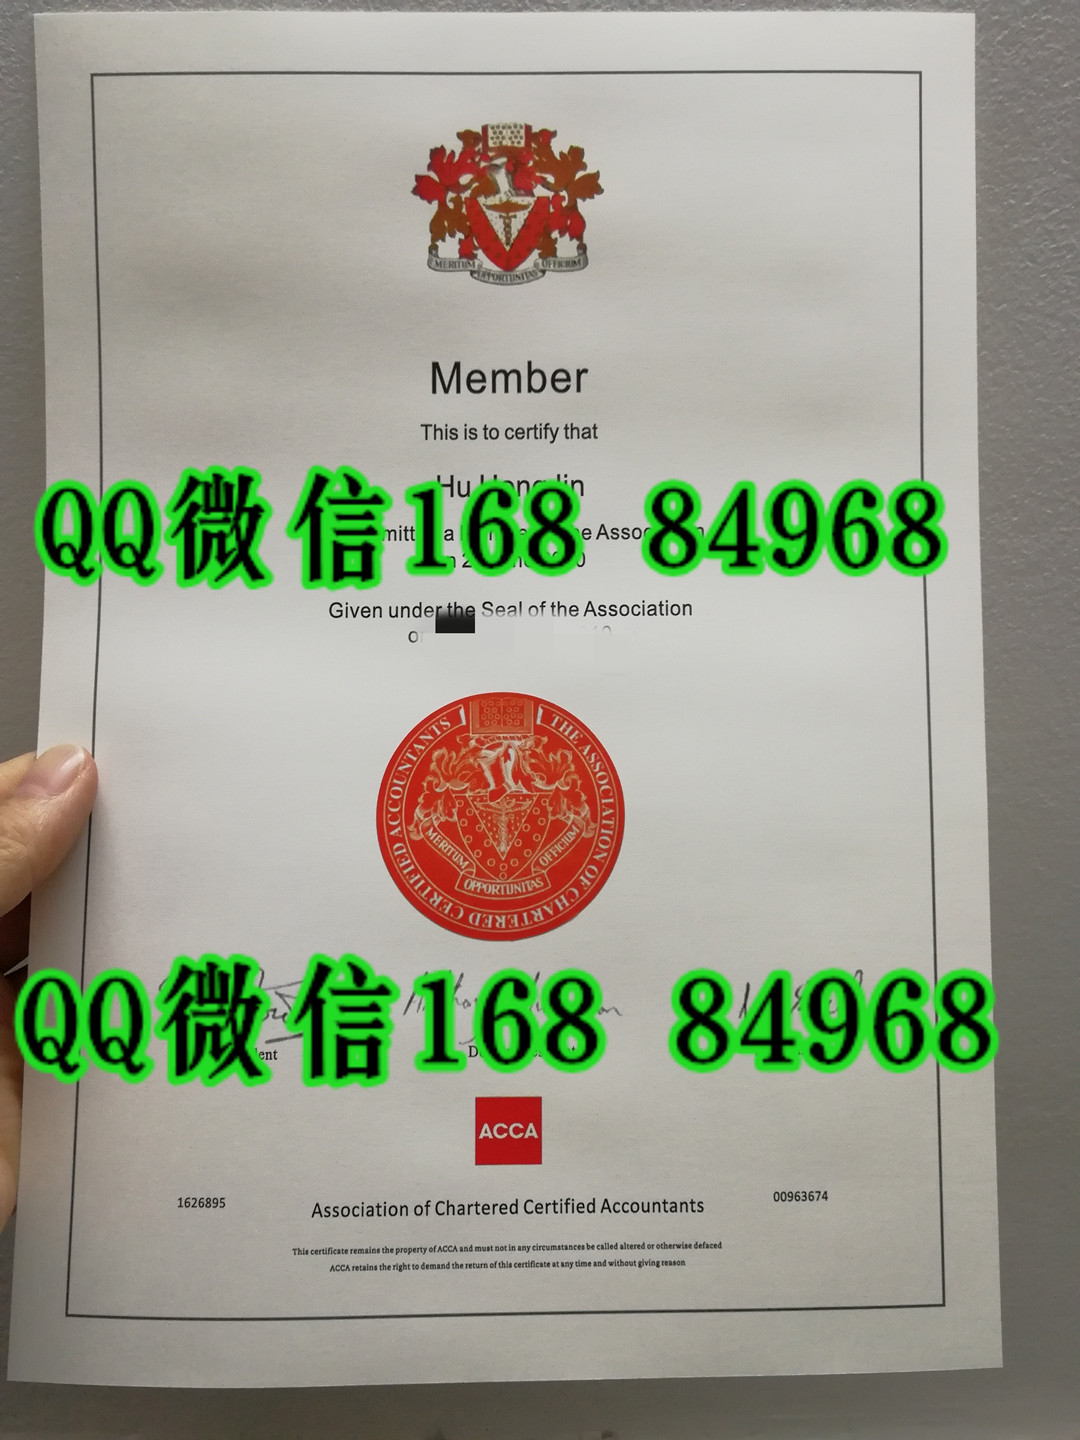 MERITUM OPPORTUNITAS OFFICIUM
Member
This is to certify that
Hu
QQ微信168 84968
a Asso
Given under the Seal of the Association
THE ASSOCIATION OF CHARTERED CERTIFIED ACCOUNTANTS
MERITUM OPPORTUNITAS OFFICIUM
QQ微信168 84968
ACCA
1626895
Association of Chartered Certified Accountants
00963674
This certificate remains the property of ACCA and must not in any circumstances be called altered or otherwise defaced
ACCA retains the right to demand the return of this certificate at any time and without giving reason